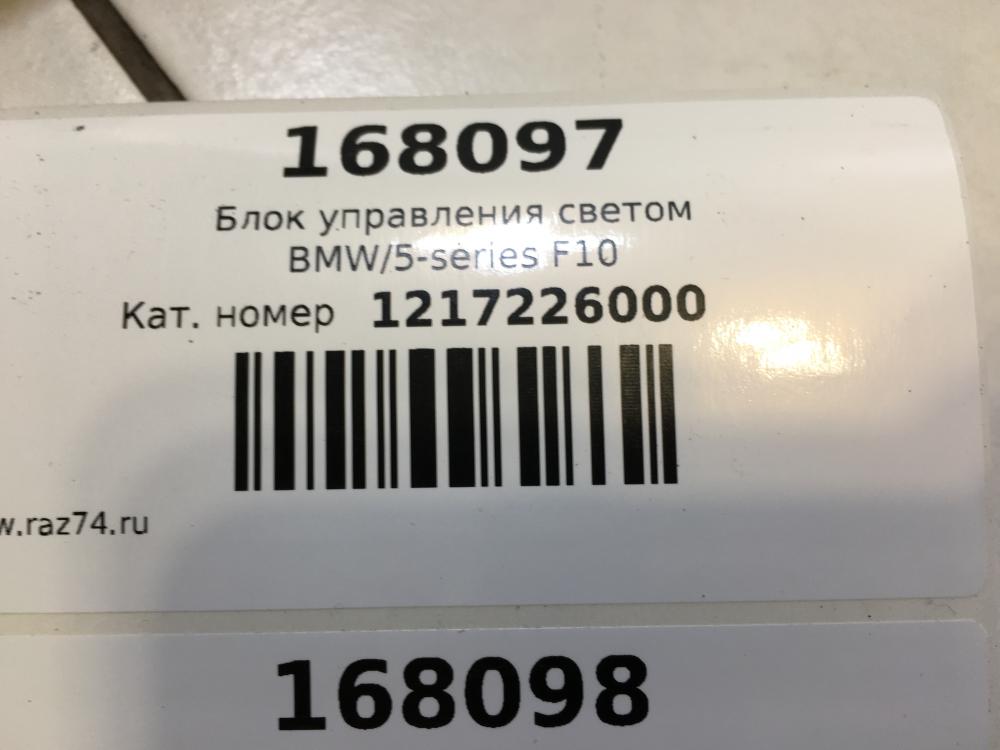 168097
Блок управления светом
BMW/5-series F10
Кат. номер 1217226000
w.raz74.ru
168098